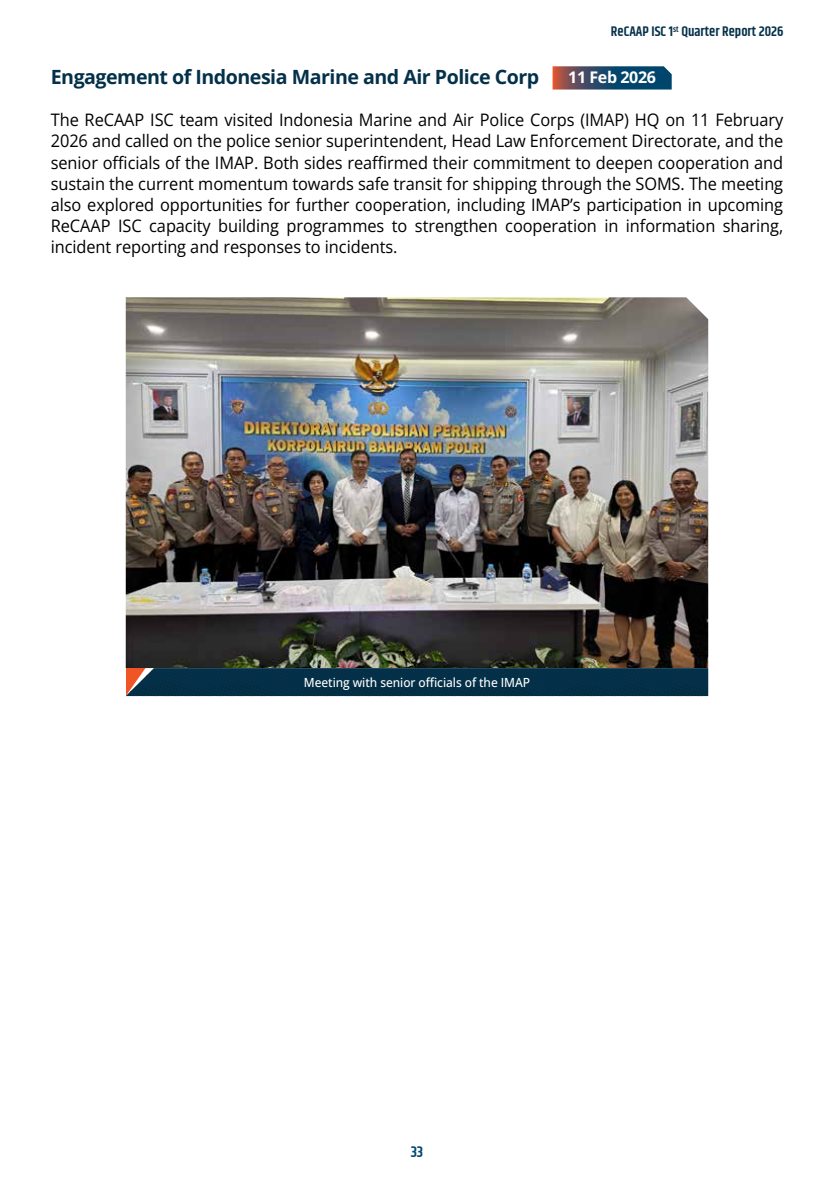 ReCAAP ISC 1st Quarter Report 2026
Engagement of Indonesia Marine and Air Police Corp
11 Feb 2026
The ReCAAP ISC team visited Indonesia Marine and Air Police Corps (IMAP) HQ on 11 February
2026 and called on the police senior superintendent, Head Law Enforcement Directorate, and the
senior officials of the IMAP. Both sides reaffirmed their commitment to deepen cooperation and
sustain the current momentum towards safe transit for shipping through the SOMS. The meeting
also explored opportunities for further cooperation, including IMAP’s participation in upcoming
ReCAAP ISC capacity building programmes to strengthen cooperation in information sharing,
incident reporting and responses to incidents.
DIREKTORAT KEPOLISIAN PERAIRAN
KORPOLAIRUD BAHARKAM POLRI
Meeting with senior officials of the IMAP
33